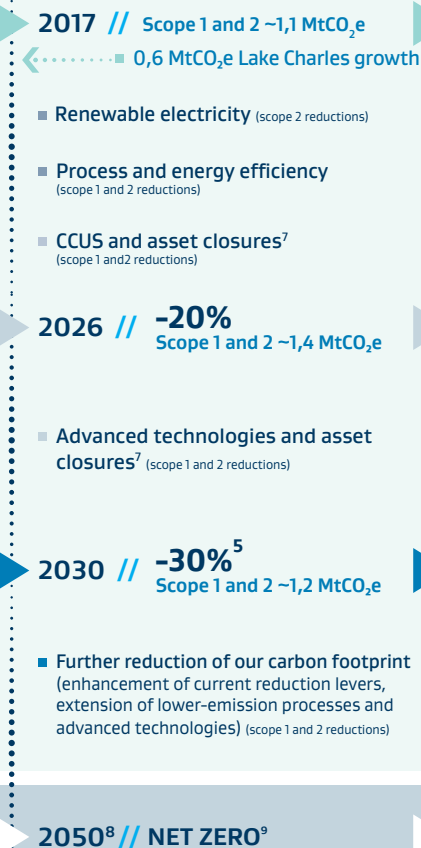 2017 // Scope 1 and 2 ~1,1 MtCO₂e
0,6 MtCO₂e Lake Charles growth
Renewable electricity (scope 2 reductions)
Process and energy efficiency
(scope 1 and 2 reductions)
CCUS and asset closures⁷
(scope 1 and2 reductions)
2026 // -20%
Scope 1 and 2 ~1,4 MtCO₂e
Advanced technologies and asset
closures⁷ (scope 1 and 2 reductions)
2030 // -30%⁵
Scope 1 and 2 ~1,2 MtCO₂e
Further reduction of our carbon footprint
(enhancement of current reduction levers,
extension of lower-emission processes and
advanced technologies) (scope 1 and 2 reductions)
2050⁸ // NET ZERO⁹